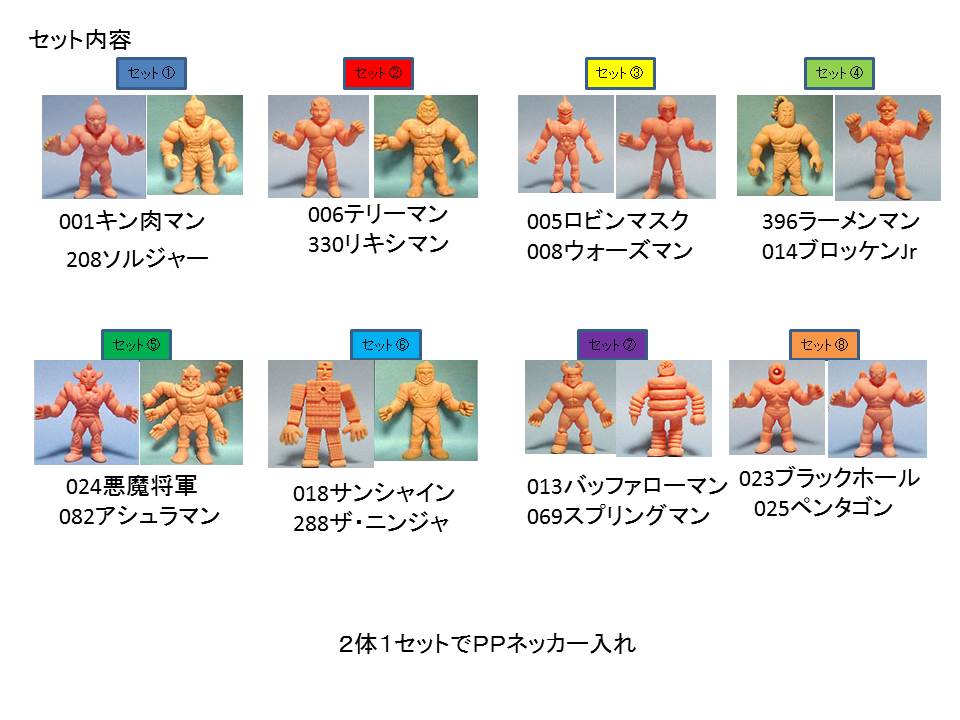 セット内容
セット①
セット②
セット③
セット④
001キン肉マン
208ソルジャー
006テリーマン
330リキシマン
005ロビンマスク
008ウォーズマン
396ラーメンマン
014ブロッケンJr
セット⑤
セット⑥
セット⑦
セット⑧
024悪魔将軍
082アシュラマン
018サンシャイン
288ザ・ニンジャ
013バッファローマン
069スプリングマン
023ブラックホール
025ペンタゴン
２体１セットでＰＰネッカー入れ